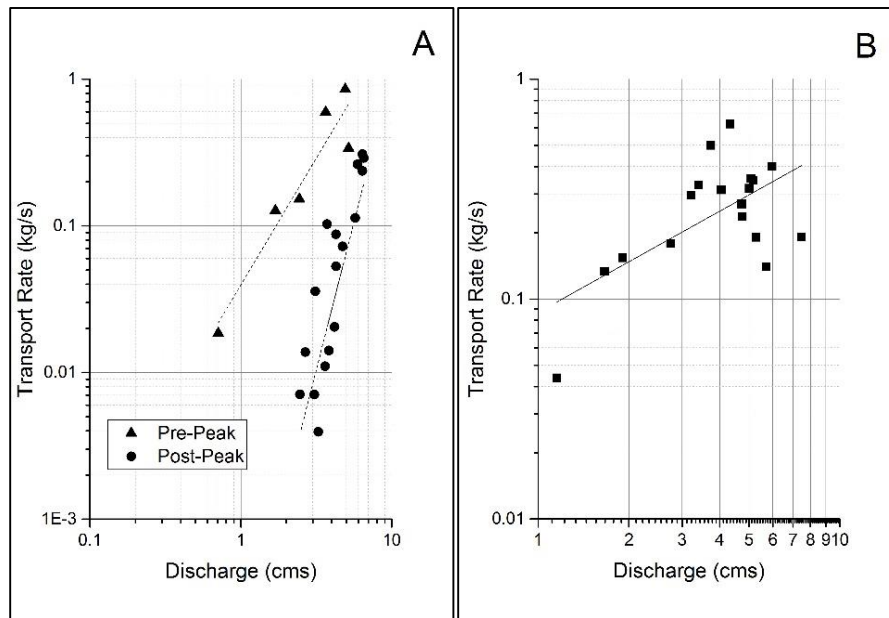 A
Transport Rate (kg/s)
1
0.1
0.01
1E-3
Pre-Peak
Post-Peak
0.1
1
10
Discharge (cms)
B
Transport Rate (kg/s)
1
0.1
0.01
1
2
3
4
5
6
7
8
9
10
Discharge (cms)